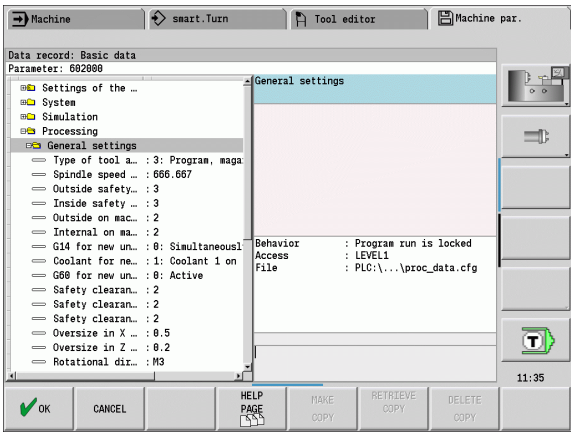 Machine
smart.Turn
Tool editor
Machine par.
Data record: Basic data
Parameter: 602000
Settings of the …
System
Simulation
Processing
General settings
Type of tool a… : 3: Program, maga
Spindle speed … : 666.667
Outside safety… : 3
Inside safety … : 3
Outside on mac… : 2
Internal on ma… : 2
G14 for new un… : 0: Simultaneousl
Coolant for ne… : 1: Coolant 1 on
G60 for new un… : 0: Active
Safety clearan… : 2
Safety clearan… : 2
Safety clearan… : 2
Oversize in X … : 0.5
Oversize in Z … : 0.2
Rotational dir… : M3
General settings
Behavior : Program run is locked
Access : LEVEL1
File : PLC:\...\proc_data.cfg
T
11:35
OK
CANCEL
HELP
PAGE
MAKE
COPY
RETRIEVE
COPY
DELETE
COPY